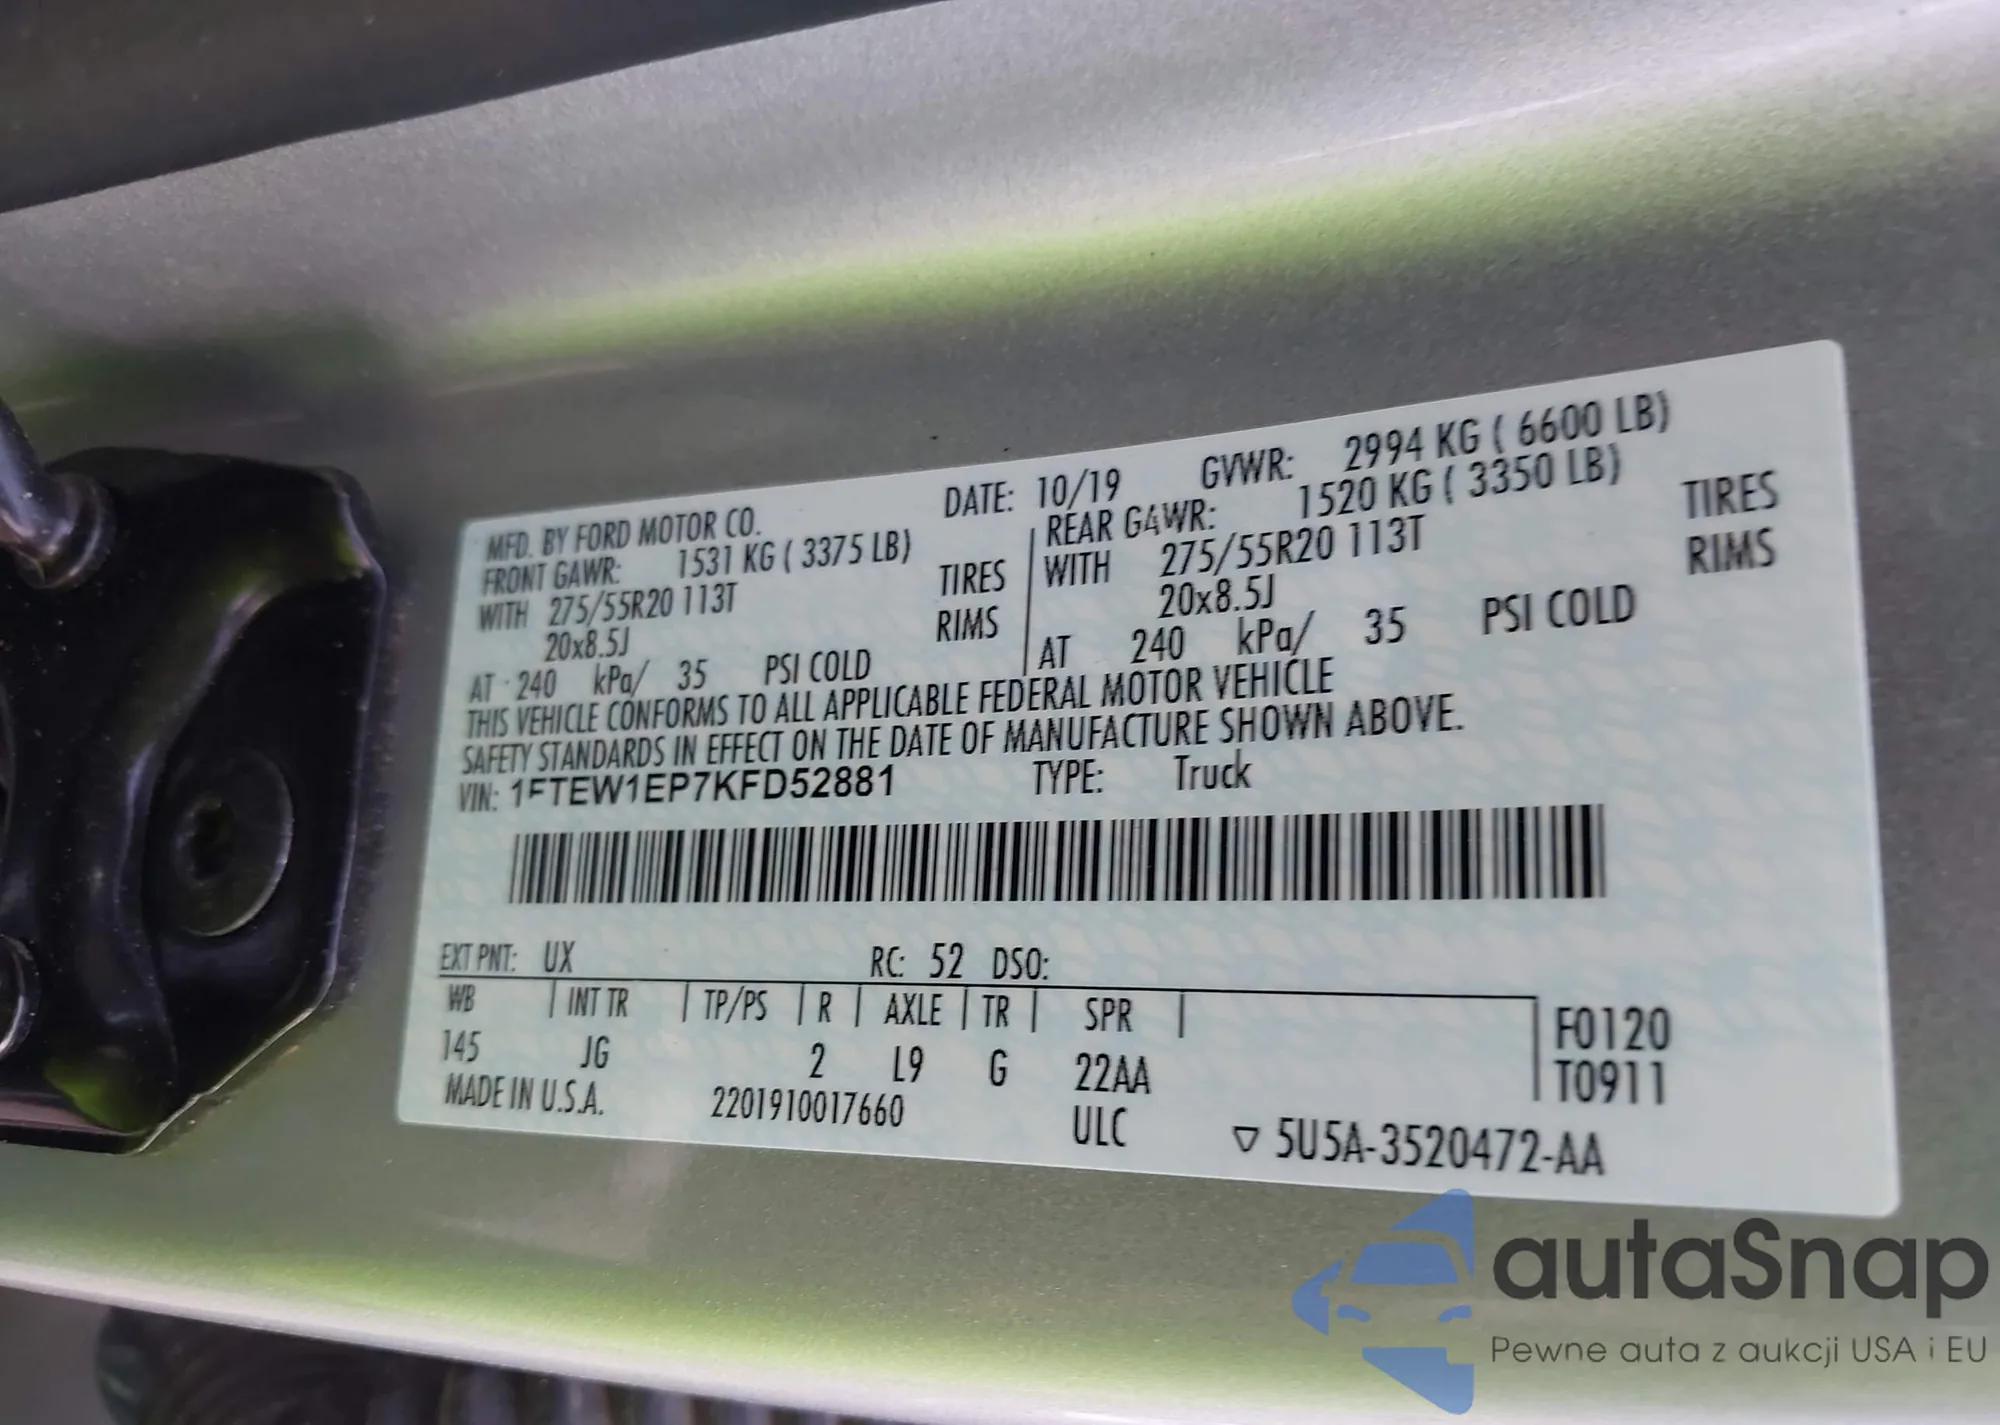 MFD. BY FORD MOTOR CO. DATE: 10/19 GVWR: 2994 KG ( 6600 LB)
FRONT GAWR: 1531 KG ( 3375 LB) REAR GAWR: 1520 KG ( 3350 LB)
WITH 275/55R20 113T TIRES WITH 275/55R20 113T TIRES
20x8.5J RIMS 20x8.5J RIMS
AT 240 kPa/ 35 PSI COLD AT 240 kPa/ 35 PSI COLD
THIS VEHICLE CONFORMS TO ALL APPLICABLE FEDERAL MOTOR VEHICLE
SAFETY STANDARDS IN EFFECT ON THE DATE OF MANUFACTURE SHOWN ABOVE.
VIN: 1FTEW1EP7KFD52881 TYPE: Truck
EXT PNT: UX RC: 52 DSO:
WB INT TR TP/PS R AXLE TR SPR F0120
145 JG 2 L9 G 22AA T0911
MADE IN U.S.A. 2201910017660 ULC ▽ 5U5A-3520472-AA
autaSnap
Pewne auta z aukcji USA i EU